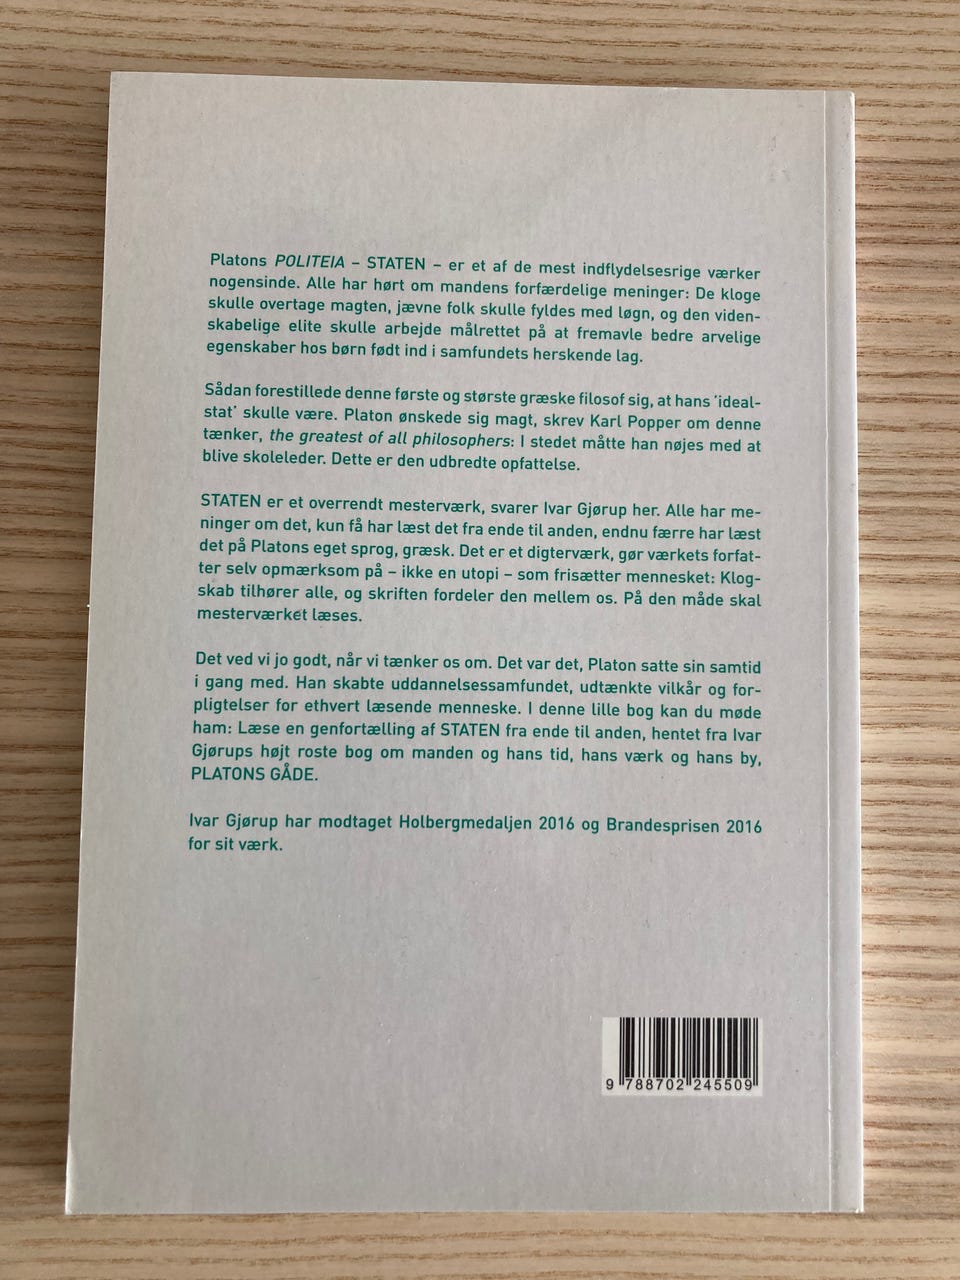 Platons POLITEIA – STATEN – er et af de mest indflydelsesrige værker
nogensinde. Alle har hørt om mandens forfærdelige meninger: De kloge
skulle overtage magten, jævne folk skulle fyldes med løgn, og den viden-
skabelige elite skulle arbejde målrettet på at fremavle bedre arvelige
egenskaber hos børn født ind i samfundets herskende lag.
Sådan forestillede denne første og største græske filosof sig, at hans 'ideal-
stat' skulle være. Platon ønskede sig magt, skrev Karl Popper om denne
tænker, the greatest of all philosophers: I stedet måtte han nøjes med at
blive skoleleder. Dette er den udbredte opfattelse.
STATEN er et overrendt mesterværk, svarer Ivar Gjørup her. Alle har me-
ninger om det, kun få har læst det fra ende til anden, endnu færre har læst
det på Platons eget sprog, græsk. Det er et digterværk, gør værkets forfat-
ter selv opmærksom på – ikke en utopi – som frisætter mennesket: Klog-
skab tilhører alle, og skriften fordeler den mellem os. På den måde skal
mesterværket læses.
Det ved vi jo godt, når vi tænker os om. Det var det, Platon satte sin samtid
i gang med. Han skabte uddannelsessamfundet, udtænkte vilkår og for-
pligtelser for ethvert læsende menneske. I denne lille bog kan du møde
ham: Læse en genfortælling af STATEN fra ende til anden, hentet fra Ivar
Gjørups højt roste bog om manden og hans tid, hans værk og hans by,
PLATONS GÅDE.
Ivar Gjørup har modtaget Holbergmedaljen 2016 og Brandesprisen 2016
for sit værk.
9 788702 245509